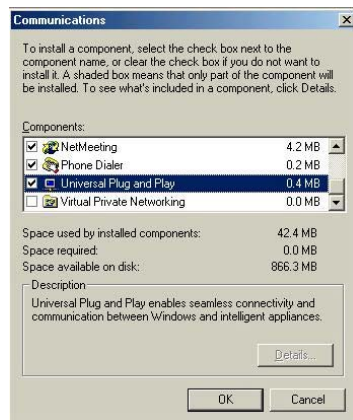 Communications
To install a component, select the check box next to the
component name, or clear the check box if you do not want to
install it. A shaded box means that only part of the component will
be installed. To see what's included in a component, click Details.
Components:
NetMeeting 4.2 MB
Phone Dialer 0.2 MB
Universal Plug and Play 0.4 MB
Virtual Private Networking 0.0 MB
Space used by installed components: 42.4 MB
Space required: 0.0 MB
Space available on disk: 866.3 MB
Description
Universal Plug and Play enables seamless connectivity and
communication between Windows and intelligent appliances.
Details...
OK Cancel